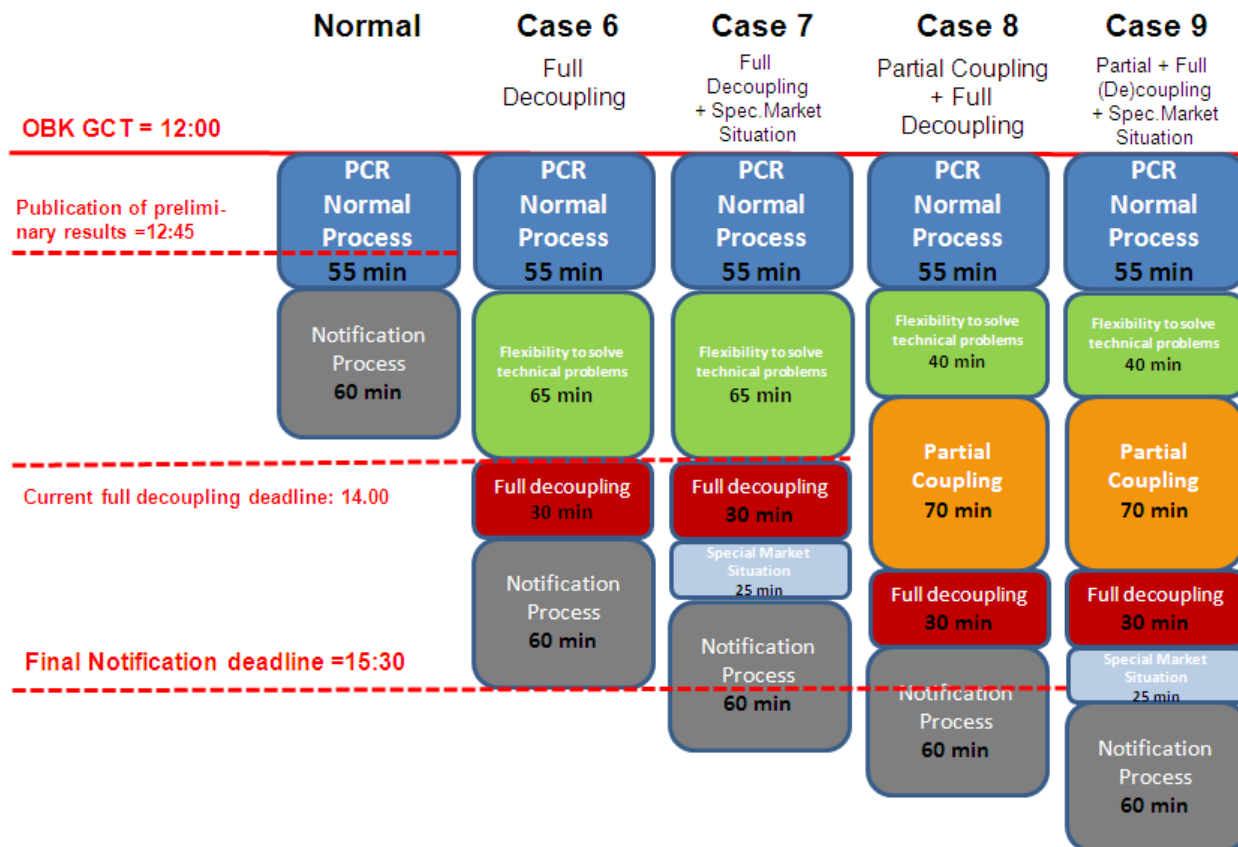 Normal
Case 6
Case 7
Case 8
Case 9
Full
Decoupling
Full
Decoupling
+ Spec.Market
Situation
Partial Coupling
+ Full
Decoupling
Partial + Full
(De)coupling
+ Spec.Market
Situation
OBK GCT = 12:00
Publication of prelimi-
nary results =12:45
Current full decoupling deadline: 14.00
Final Notification deadline =15:30
PCR
Normal
Process
55 min
Notification
Process
60 min
PCR
Normal
Process
55 min
Flexibility to solve
technical problems
65 min
Full decoupling
30 min
Notification
Process
60 min
PCR
Normal
Process
55 min
Flexibility to solve
technical problems
65 min
Full decoupling
30 min
Special Market
Situation
25 min
Notification
Process
60 min
PCR
Normal
Process
55 min
Flexibility to solve
technical problems
40 min
Partial
Coupling
70 min
Full decoupling
30 min
Notification
Process
60 min
PCR
Normal
Process
55 min
Flexibility to solve
technical problems
40 min
Partial
Coupling
70 min
Full decoupling
30 min
Special Market
Situation
25 min
Notification
Process
60 min